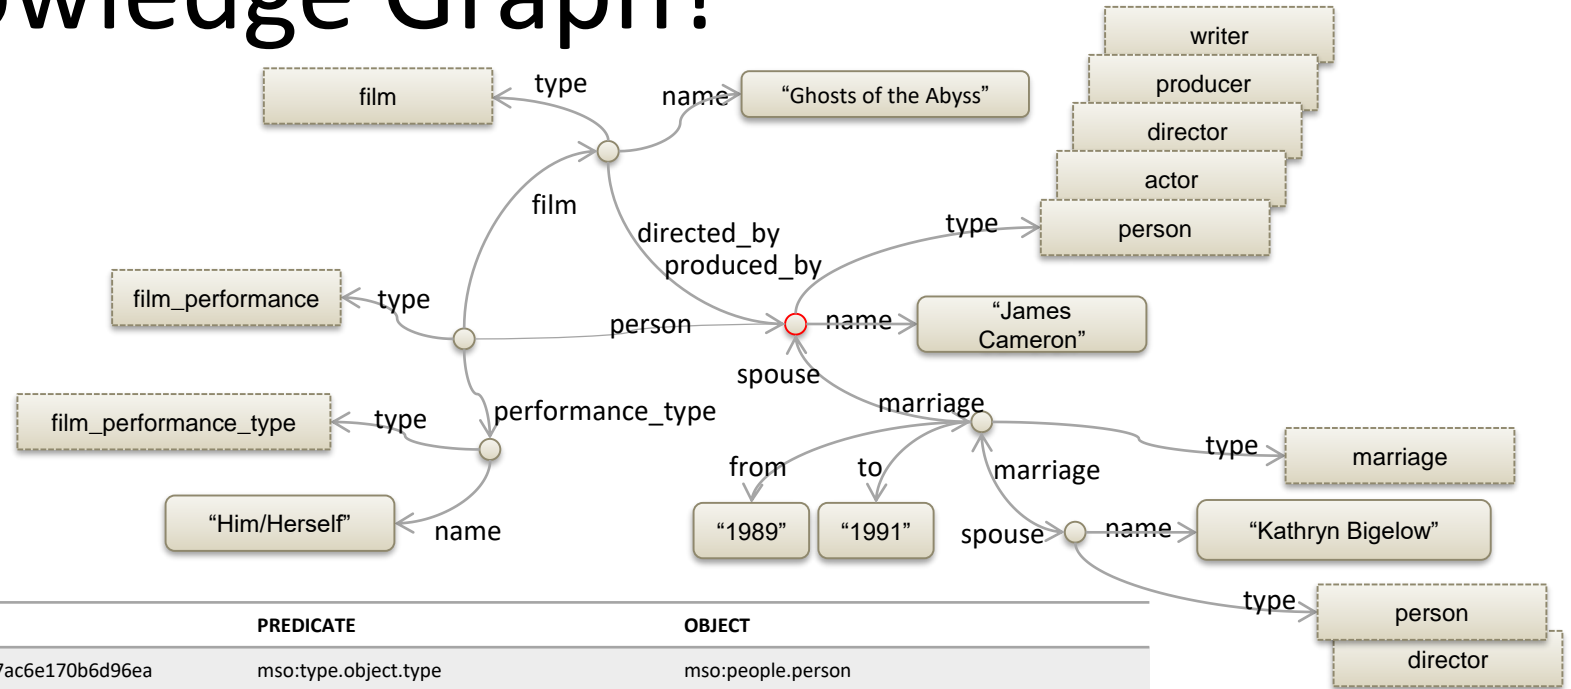 Graph?
writer
film
type
name
“Ghosts of the Abyss”
producer
director
actor
film
directed_by
produced_by
type
person
film_performance
type
person
name
“James
Cameron”
spouse
marriage
film_performance_type
type
performance_type
from
to
marriage
type
marriage
“Him/Herself”
name
“1989”
“1991”
spouse
name
“Kathryn Bigelow”
type
person
director
PREDICATE
OBJECT
7ac6e170b6d96ea
mso:type.object.type
mso:people.person